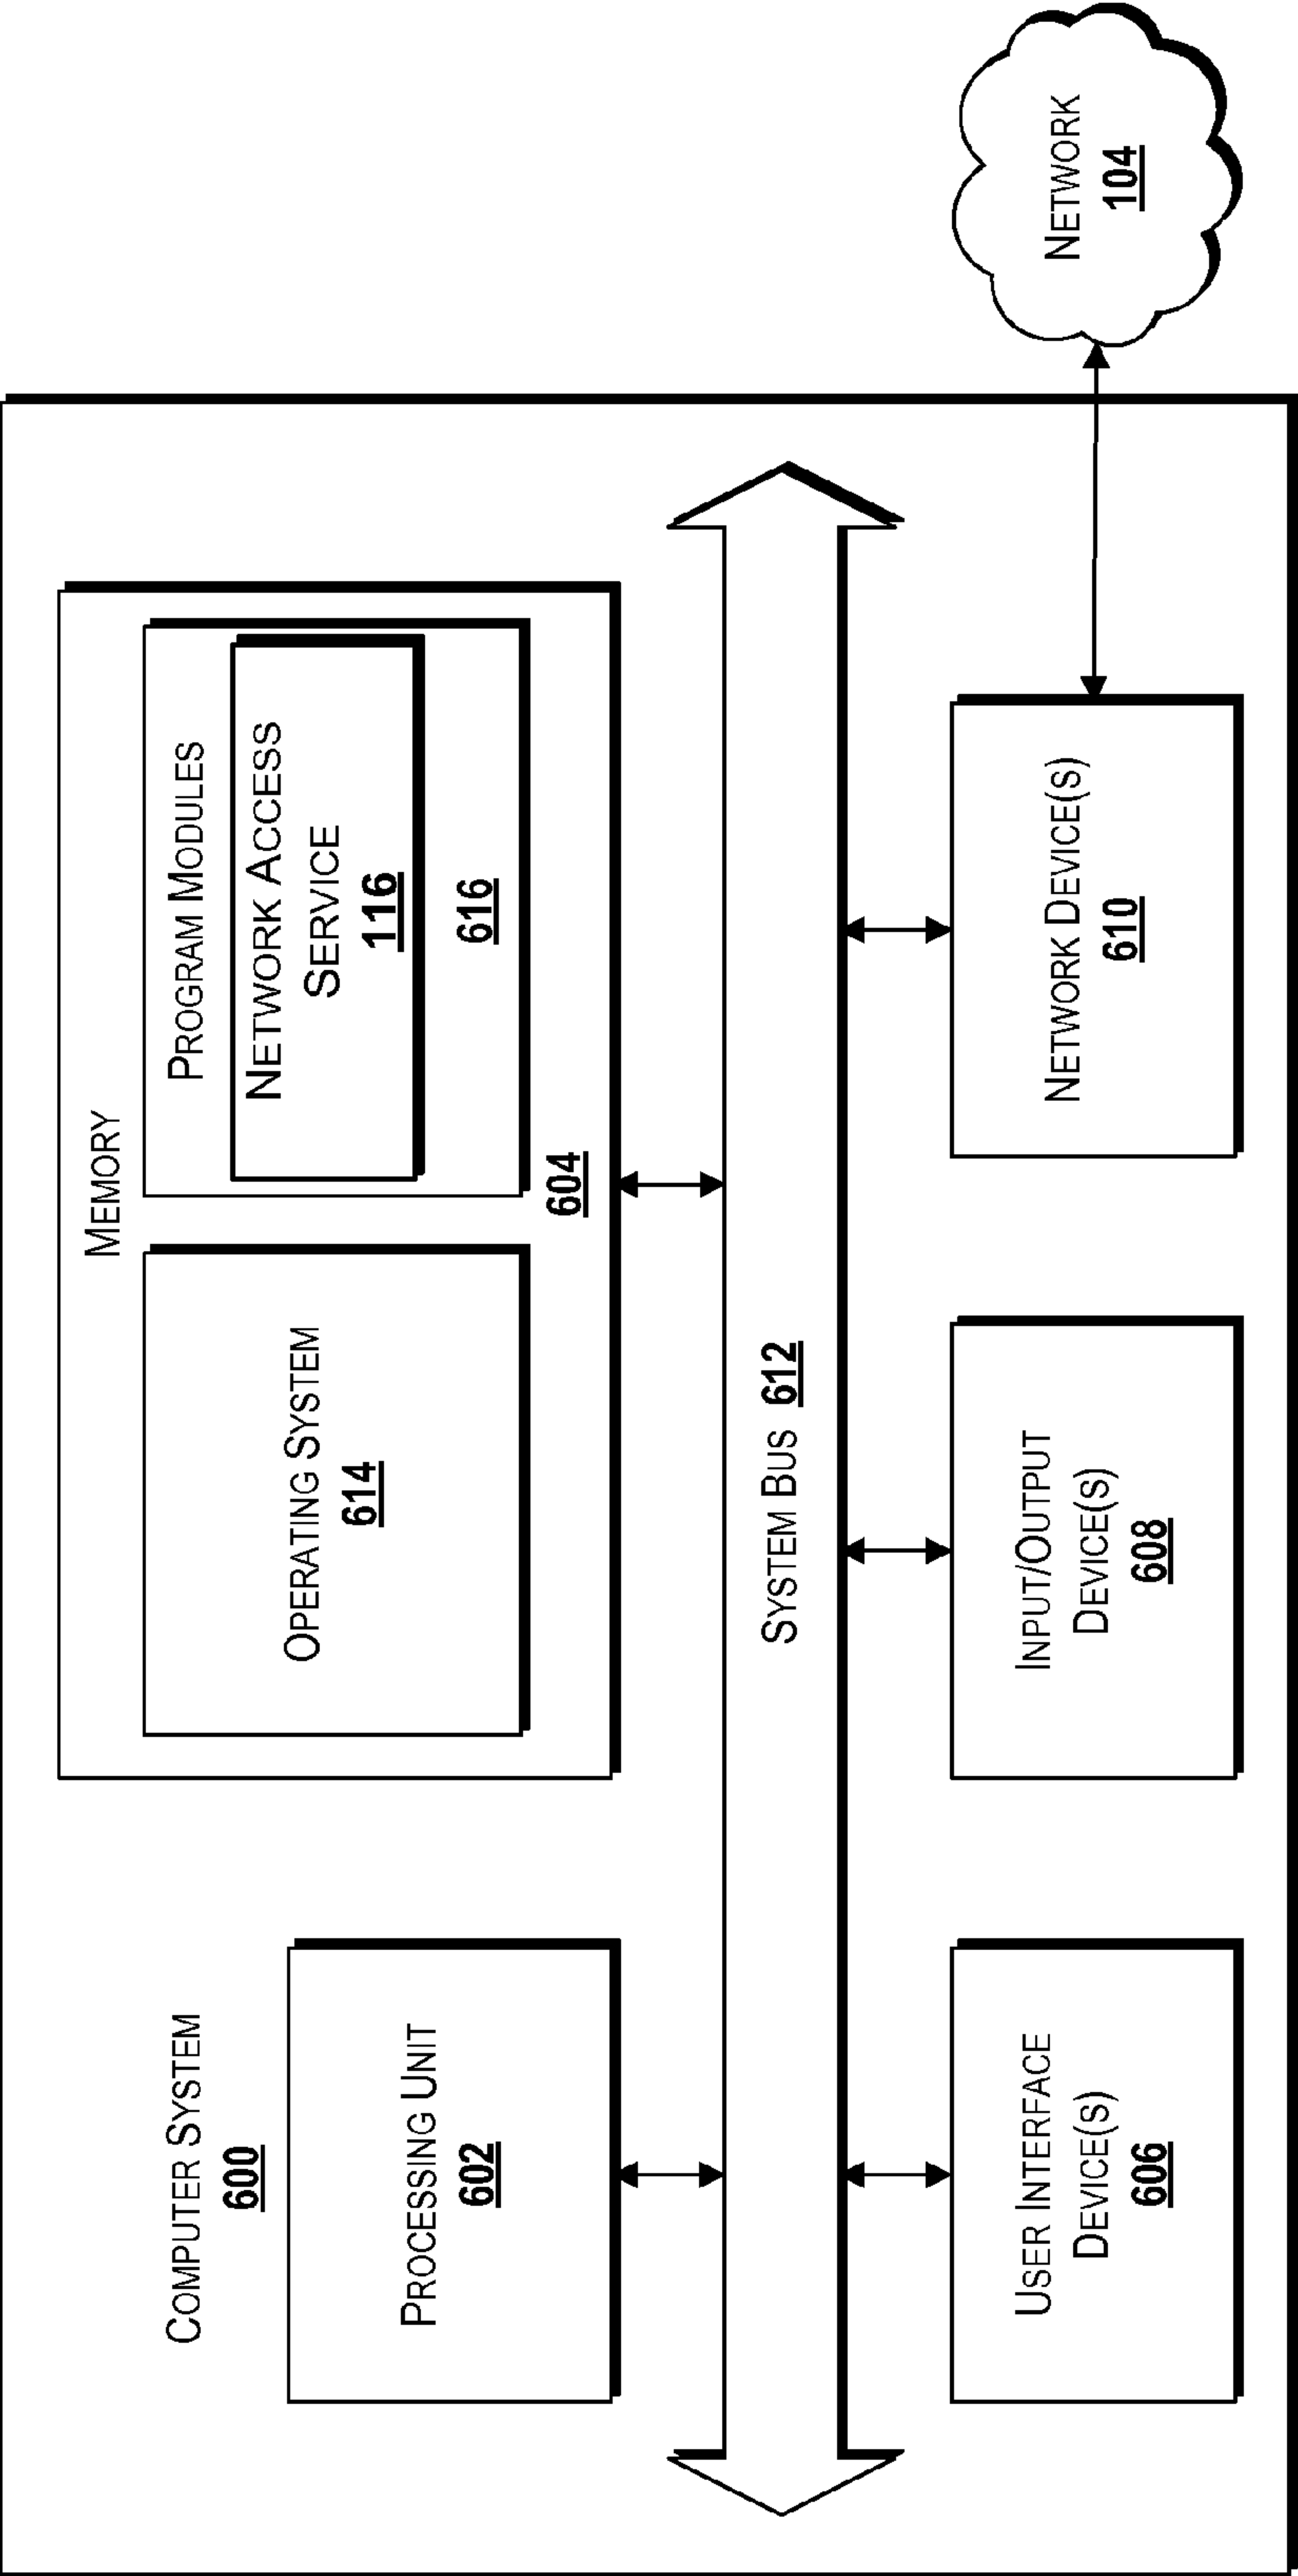 COMPUTER SYSTEM
600
PROCESSING UNIT
602
MEMORY
OPERATING SYSTEM
614
PROGRAM MODULES
NETWORK ACCESS
SERVICE
116
616
604
SYSTEM BUS 612
USER INTERFACE
DEVICE(S)
606
INPUT/OUTPUT
DEVICE(S)
608
NETWORK DEVICE(S)
610
NETWORK
104